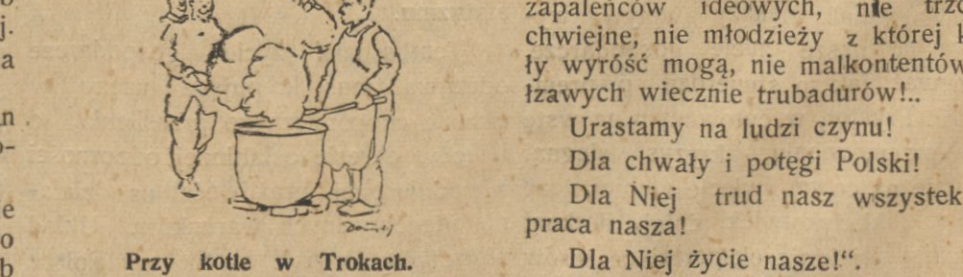 Przy kotle w Trokach.
zapaleńców ideowych, nie
chwiejne, nie młodzieży z której
ły wyróść mogą, nie malkontentów
łzawych wiecznie trubadurów!..
Urastamy na ludzi czynu!
Dla chwały i potęgi Polski!
Dla Niej trud nasz wszystek
praca nasza!
Dla Niej życie nasze!“.